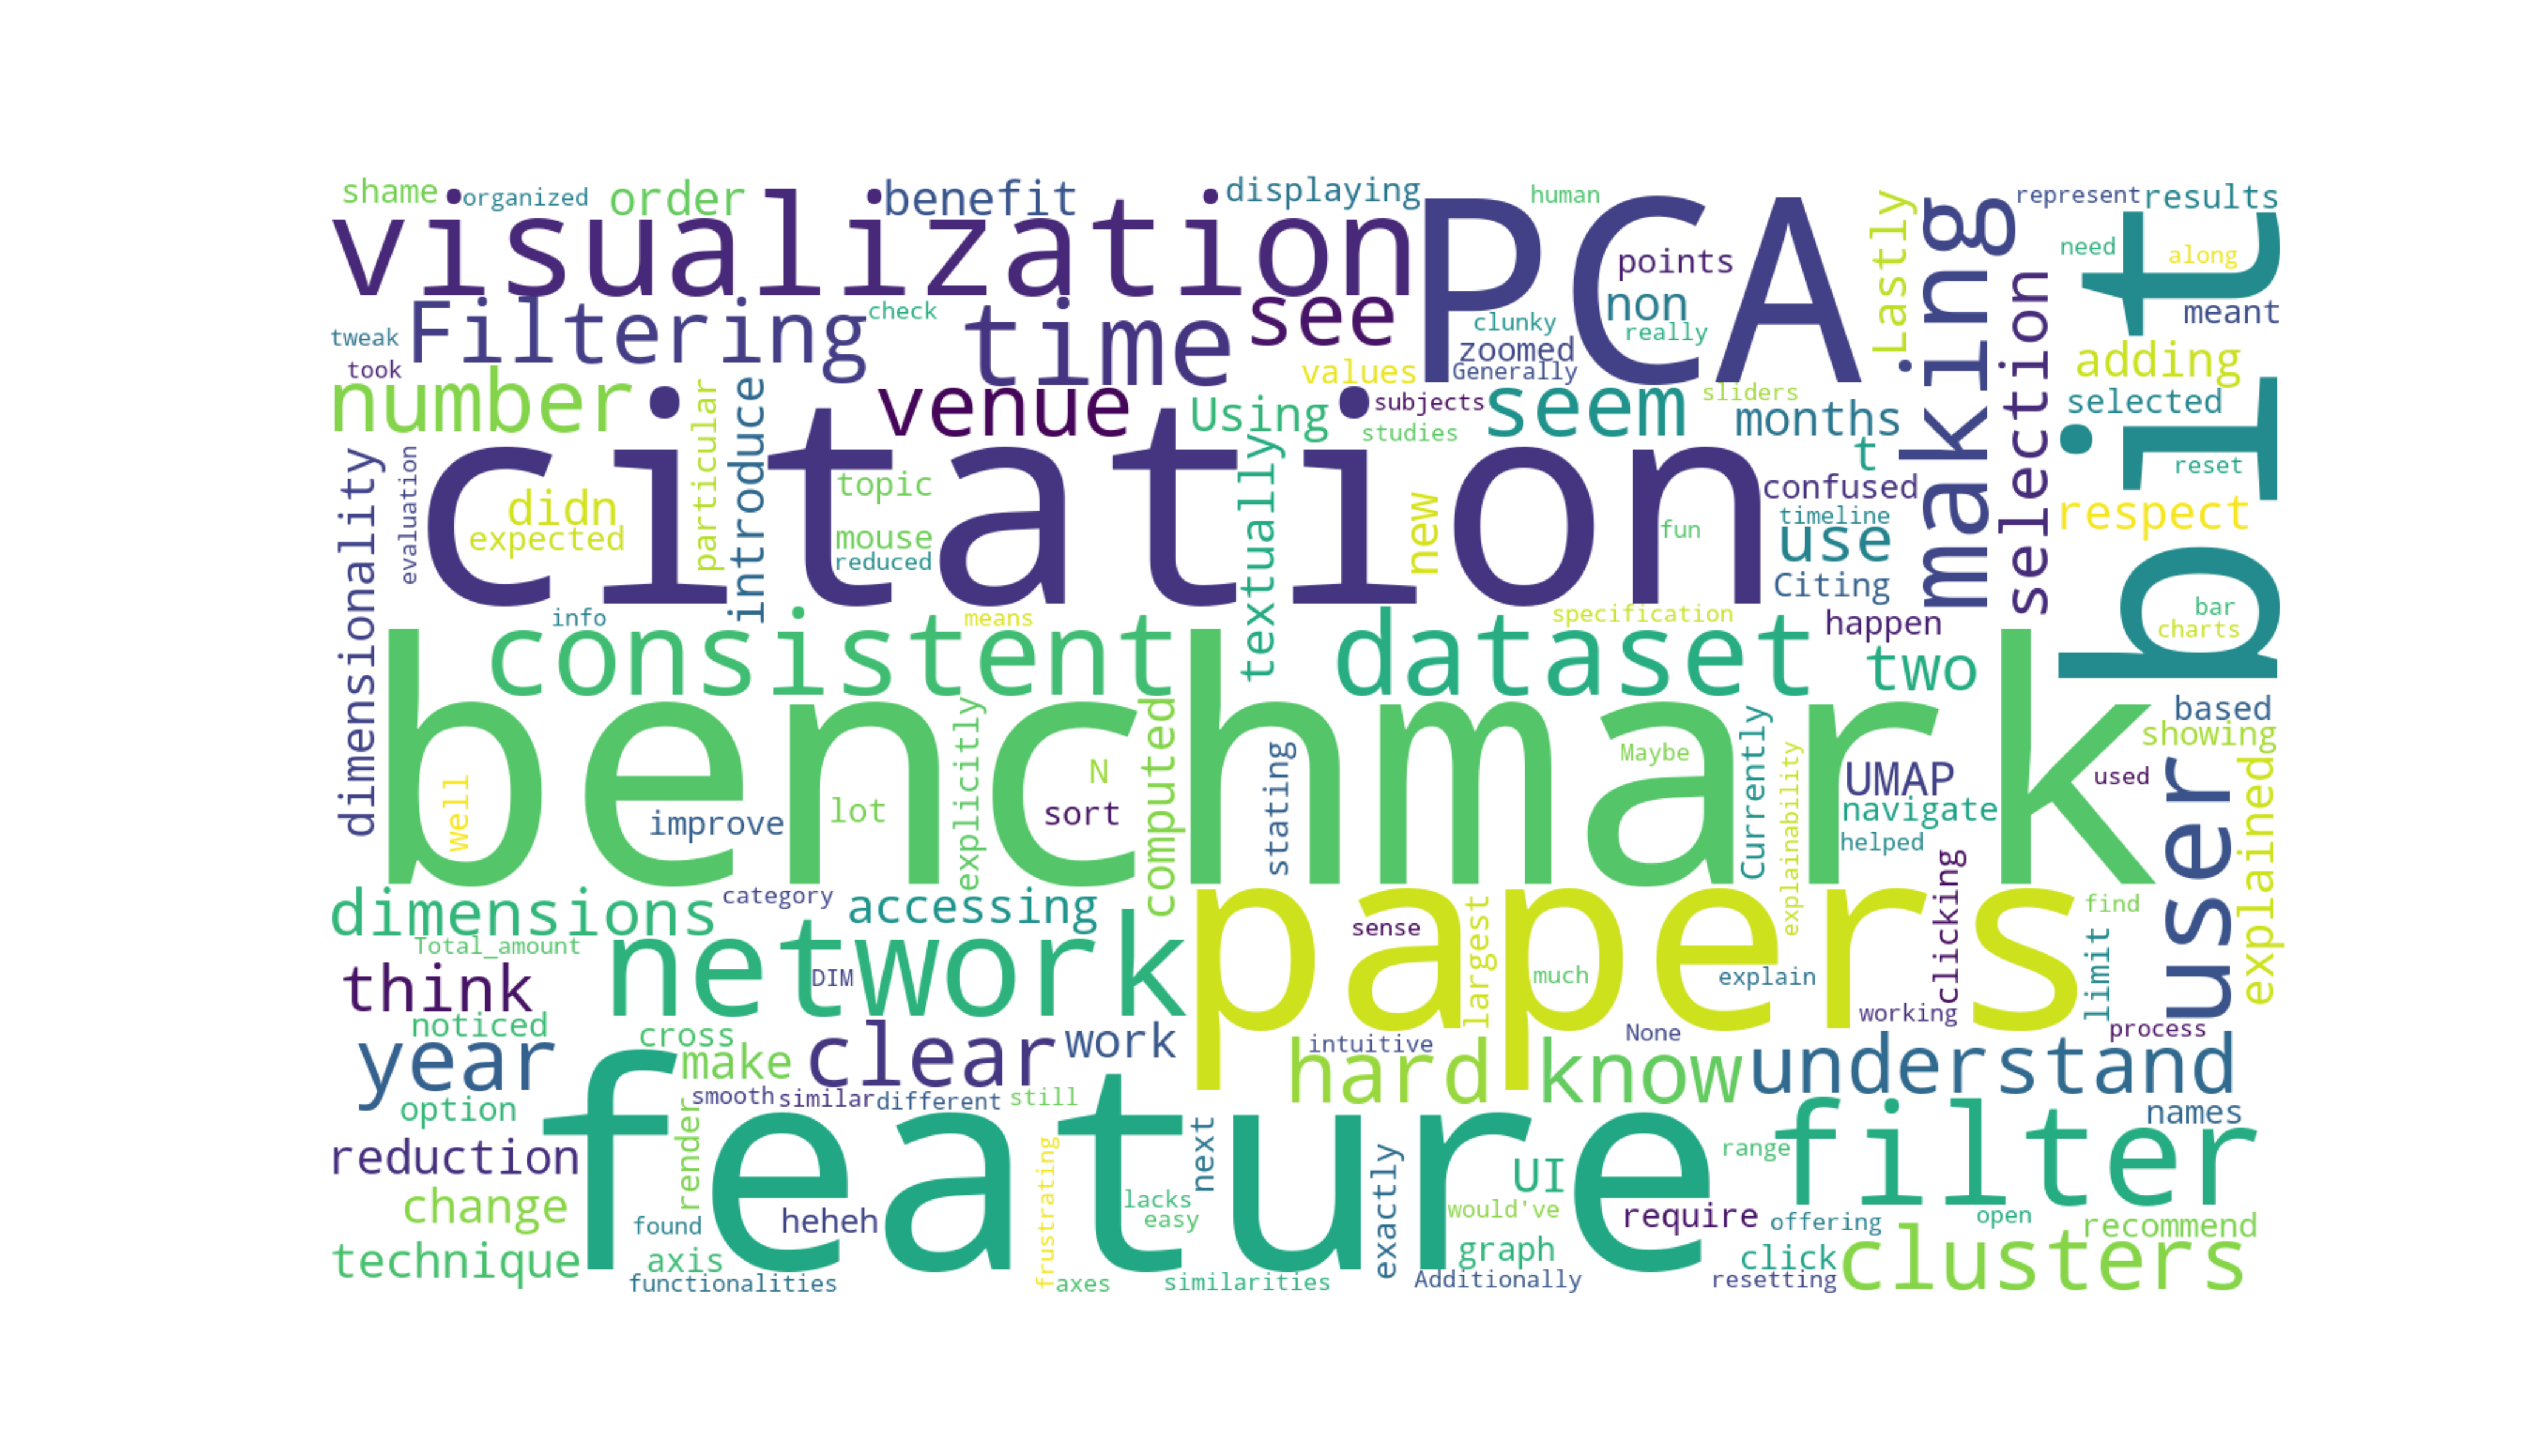 shame
organized
order
benefit
displaying
human
represent
results
visualization
PCA
Lastly
making
need
along
bit
points
non
really
meant
tweak
Filtering
check
time
see
clunky
zoomed
Generally
selection
took
number
particular
introduce
venue
values
Using
subjects
studies
seem
sliders
months
adding
selected
t
reset
dimensionality
evaluation
citation
didn
expected
topic
mouse
reduced
textually
new
fun
confused
timeline
use
Citing
respect
info
means
specification
happen
bar
charts
consistent
dataset
two
benchmark
well
improve
lot
explicitly
N
sort
computed
stating
Maybe
Currently
explainability
UMAP
navigate
helped
used
based
showing
user
explained
dimensions
category
accessing
Total_amount
network
DIM
papers
sense
largest
much
explain
clicking
working
limit
find
process
think
noticed
cross
year
make
clear
work
intuitive
hard
None
know
understand
option
smooth
similar
different
still
names
feature
render
reduction
frustrating
next
exactly
UI
range
filter
change
found
heheh
lacks
easy
would've
require
offering
open
recommend
technique
axis
functionalities
axes
similarities
graph
Additionally
click
resetting
clusters